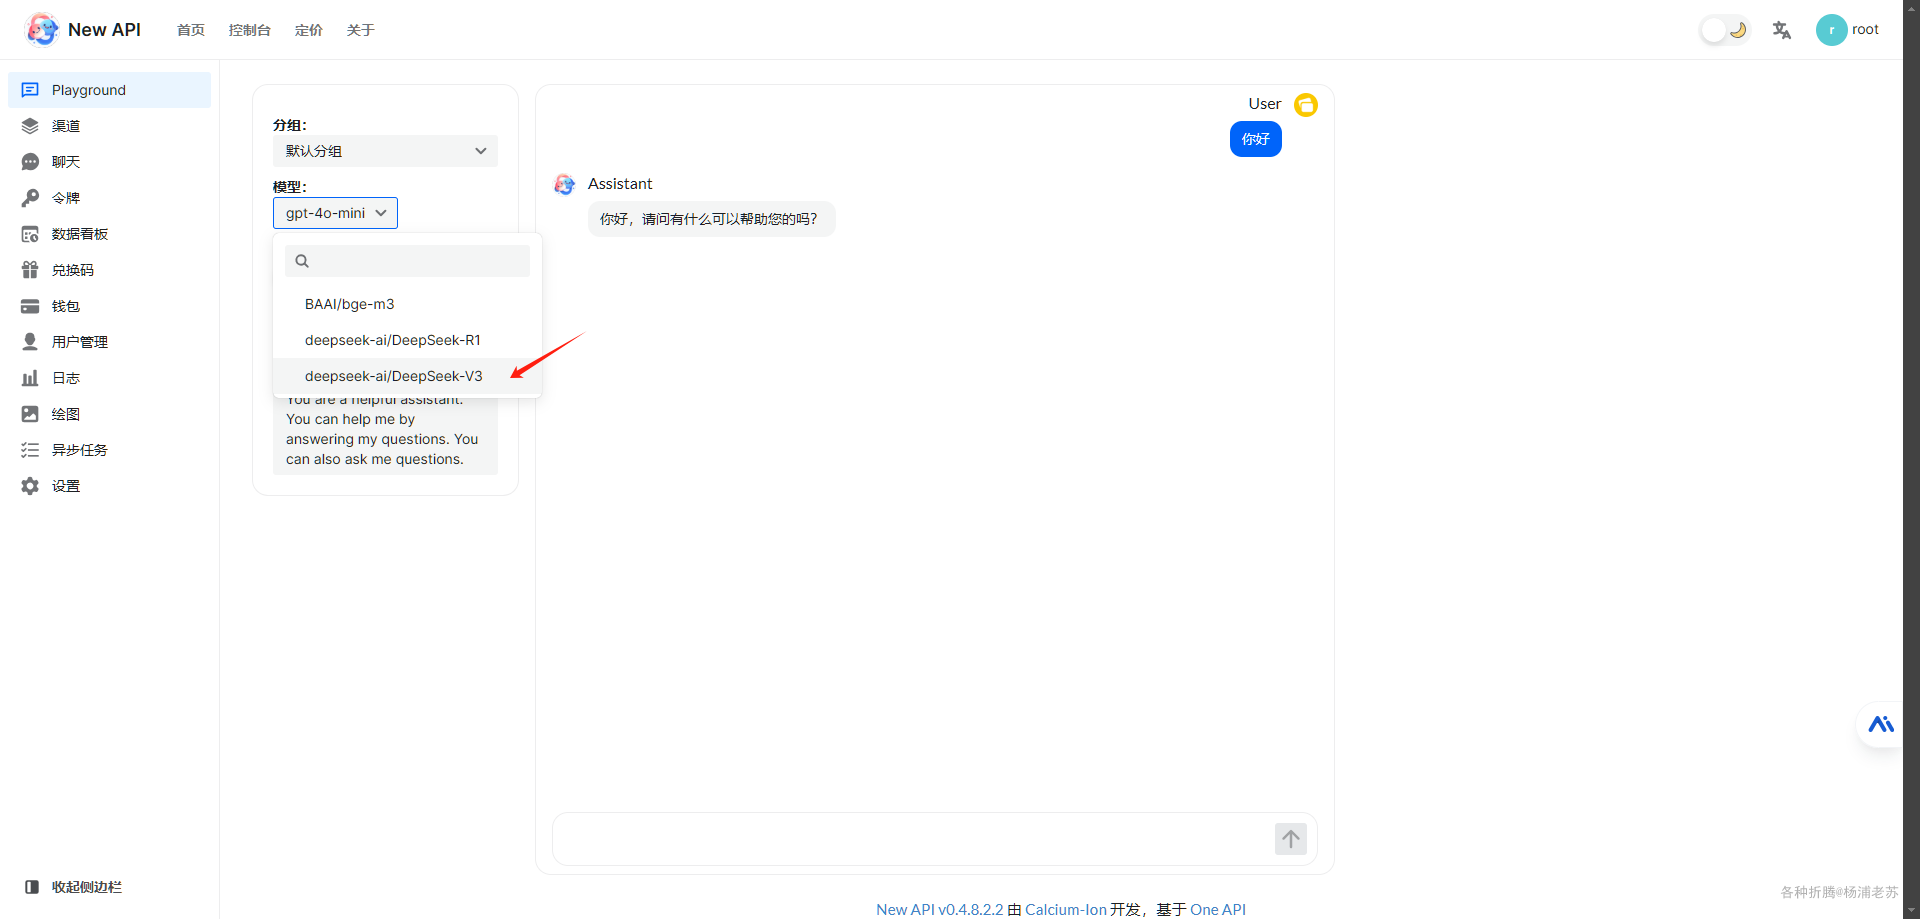 New API
首页
控制台
定价
关于
r
root
Playground
渠道
聊天
令牌
数据看板
兑换码
钱包
用户管理
日志
绘图
异步任务
设置
收起侧边栏
分组：
默认分组
模型：
gpt-4o-mini
BAAI/bge-m3
deepseek-ai/DeepSeek-R1
deepseek-ai/DeepSeek-V3
You are a helpful assistant.
You can help me by
answering my questions. You
can also ask me questions.
User
你好
Assistant
你好，请问有什么可以帮助您的吗？
New API v0.4.8.2.2 由 Calcium-Ion 开发，基于 One API
各种折腾@杨浦老苏